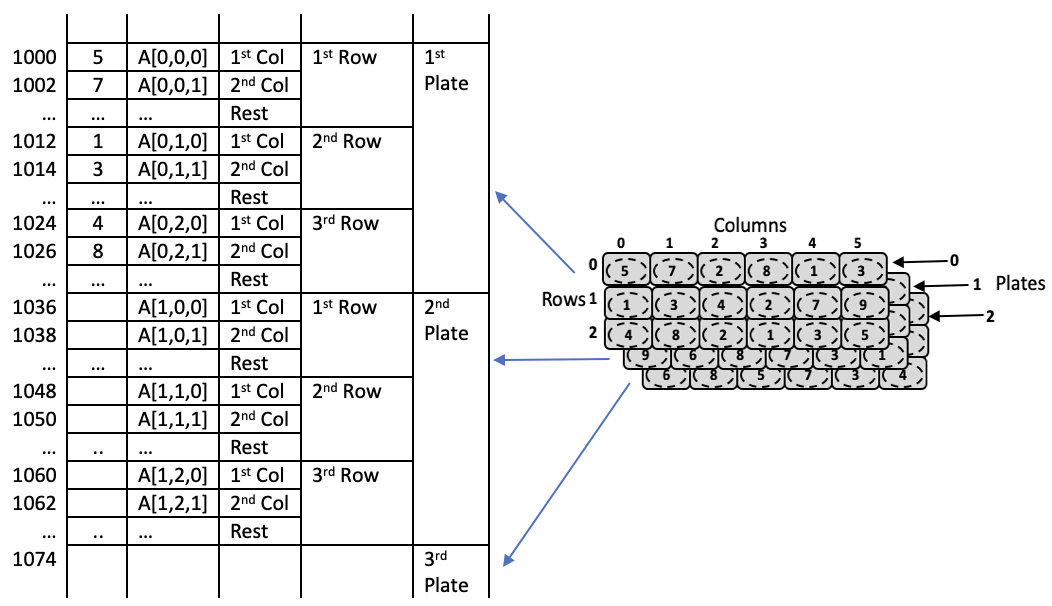 1000 5 A[0,0,0] 1st Col 1st Row 1st
1002 7 A[0,0,1] 2nd Col Plate
... ... ... Rest
1012 1 A[0,1,0] 1st Col 2nd Row
1014 3 A[0,1,1] 2nd Col
... ... ... Rest
1024 4 A[0,2,0] 1st Col 3rd Row
1026 8 A[0,2,1] 2nd Col
... ... ... Rest
1036 A[1,0,0] 1st Col 1st Row 2nd
1038 A[1,0,1] 2nd Col Plate
... ... ... Rest
1048 A[1,1,0] 1st Col 2nd Row
1050 A[1,1,1] 2nd Col
... .. ... Rest
1060 A[1,2,0] 1st Col 3rd Row
1062 A[1,2,1] 2nd Col
... .. ... Rest
1074 3rd
Plate
Columns
0 1 2 3 4 5
0 5 7 2 8 1 3 0
1 Plates
Rows 1 1 3 4 2 7 9
2
2 4 8 2 1 3 5
9 6 8 7 3 1
6 8 5 7 3 4